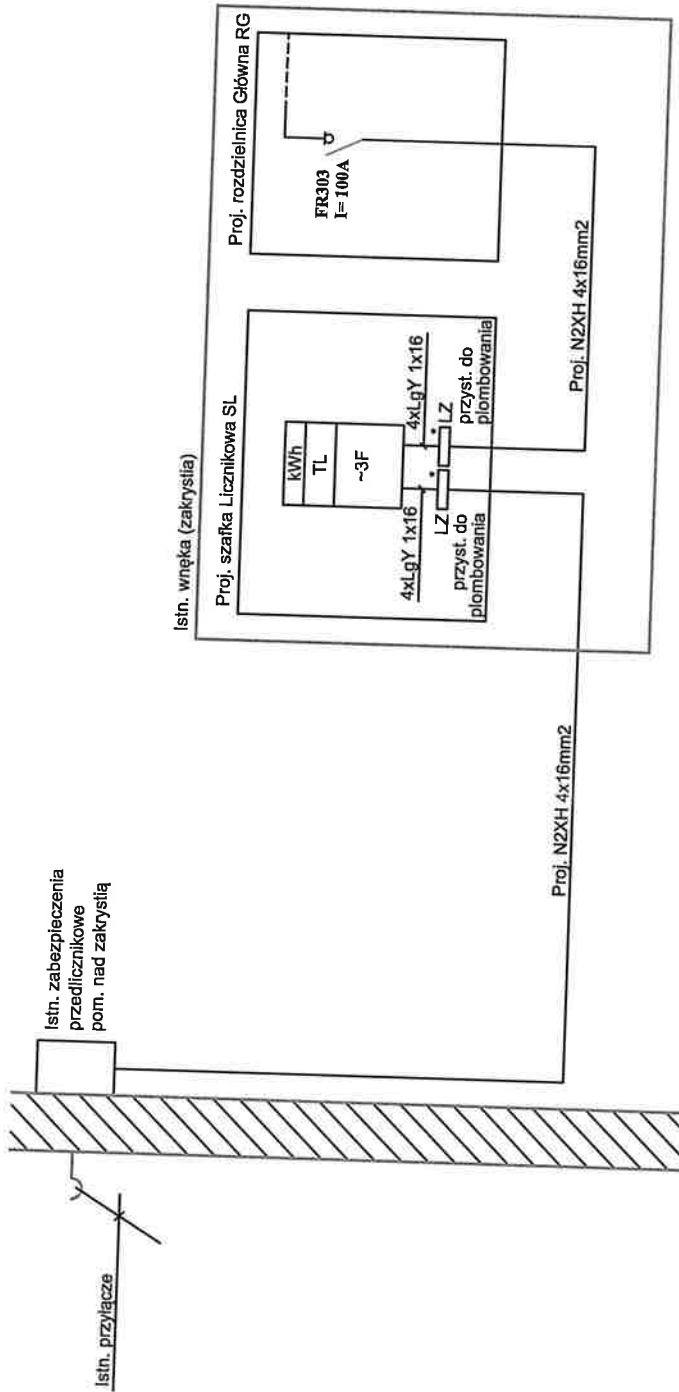 Istn. przyłącze
Istn. zabezpieczenia
przedlicznikowe
pom. nad zakrystią
Proj. N2XH 4x16mm2
Istn. wnęka (zakrystia)
Proj. szafka Licznikowa SL
kWh
TL
~3F
4xLgY 1x16
4xLgY 1x16
LZ
przyst. do
plombowania
LZ
przyst. do
plombowania
Proj. rozdzielnica Główna RG
FR303
I=100A
Proj. N2XH 4x16mm2